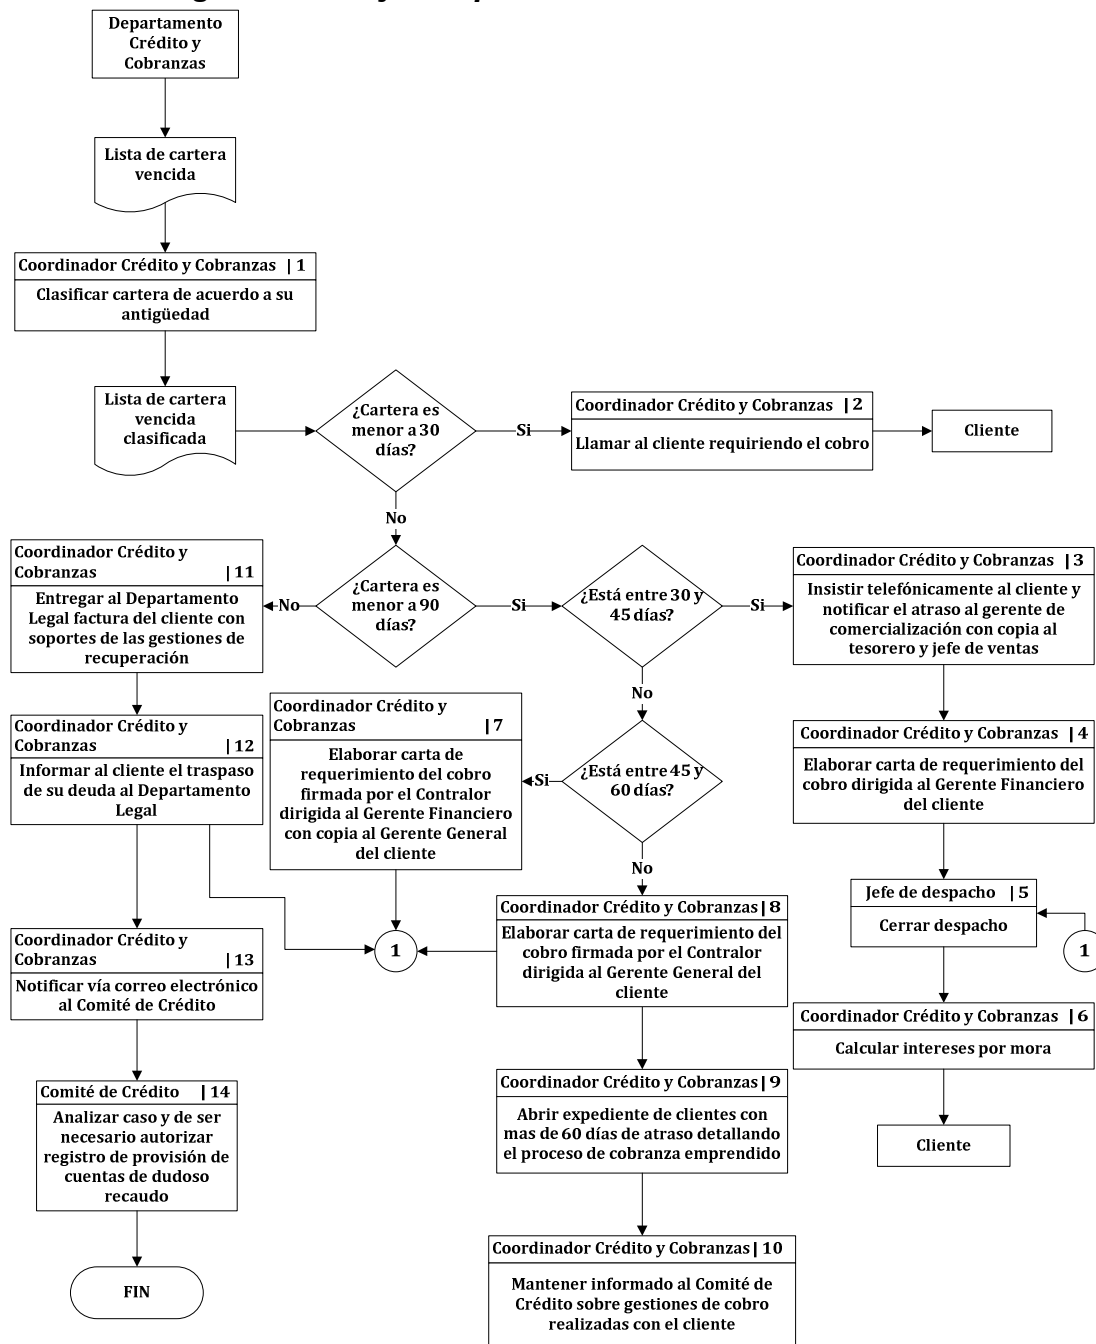 Departamento
Crédito y
Cobranzas
Lista de cartera
vencida
Coordinador Crédito y Cobranzas | 1
Clasificar cartera de acuerdo a su
antigüedad
Lista de cartera
vencida
clasificada
¿Cartera es
menor a 30
días?
Si
Coordinador Crédito y Cobranzas | 2
Llamar al cliente requiriendo el cobro
Cliente
No
Coordinador Crédito y
Cobranzas | 11
Entregar al Departamento
Legal factura del cliente con
soportes de las gestiones de
recuperación
No
¿Cartera es
menor a 90
días?
Si
¿Está entre 30 y
45 días?
Si
Coordinador Crédito y Cobranzas | 3
Insistir telefónicamente al cliente y
notificar el atraso al gerente de
comercialización con copia al
tesorero y jefe de ventas
No
Coordinador Crédito y
Cobranzas | 12
Informar al cliente el traspaso
de su deuda al Departamento
Legal
Coordinador Crédito y
Cobranzas | 7
Elaborar carta de
requerimiento del cobro
firmada por el Contralor
dirigida al Gerente Financiero
con copia al Gerente General
del cliente
Si
¿Está entre 45 y
60 días?
Coordinador Crédito y Cobranzas | 4
Elaborar carta de requerimiento del
cobro dirigida al Gerente Financiero
del cliente
No
Jefe de despacho | 5
Cerrar despacho
1
Coordinador Crédito y Cobranzas | 8
Elaborar carta de requerimiento del
cobro firmada por el Contralor
dirigida al Gerente General del
cliente
1
Coordinador Crédito y
Cobranzas | 13
Notificar vía correo electrónico
al Comité de Crédito
Coordinador Crédito y Cobranzas | 6
Calcular intereses por mora
Comité de Crédito | 14
Analizar caso y de ser
necesario autorizar
registro de provisión de
cuentas de dudoso
recaudo
Coordinador Crédito y Cobranzas | 9
Abrir expediente de clientes con
mas de 60 días de atraso detallando
el proceso de cobranza emprendido
Cliente
Coordinador Crédito y Cobranzas | 10
Mantener informado al Comité de
Crédito sobre gestiones de cobro
realizadas con el cliente
FIN